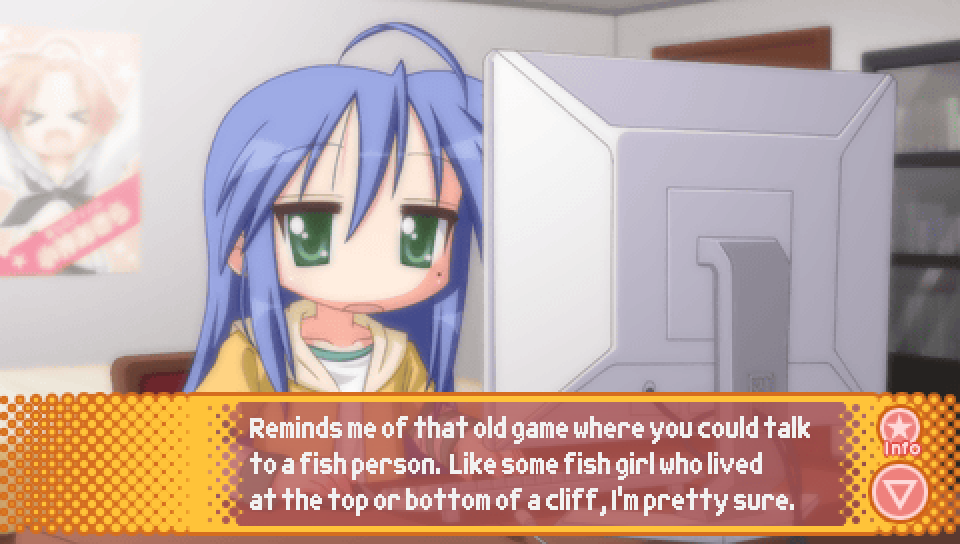 Reminds me of that old game where you could talk
to a fish person. Like some fish girl who lived
at the top or bottom of a cliff, I'm pretty sure.
Info